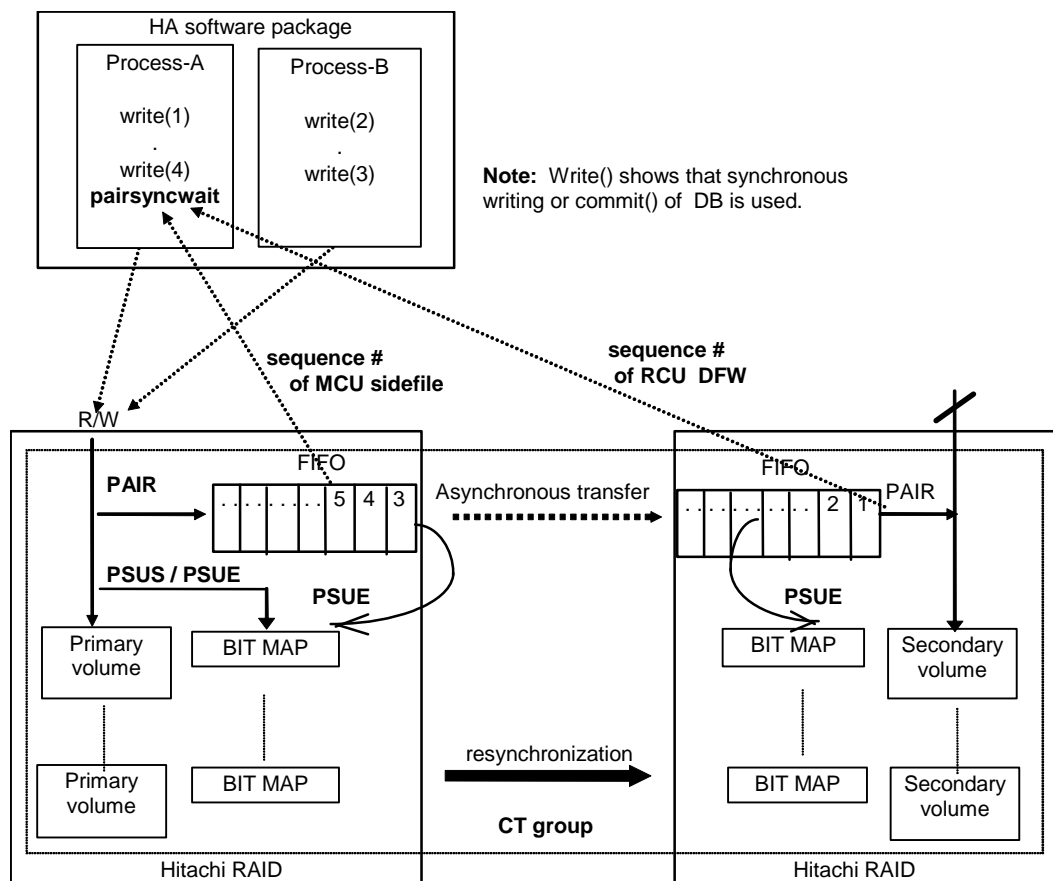 HA software package
Process-A
write(1)
.
write(4)
pairsyncwait
Process-B
write(2)
.
write(3)
Note: Write() shows that synchronous
writing or commit() of DB is used.
sequence #
of MCU sidefile
sequence #
of RCU DFW
R/W
FIFO
PAIR
. . . . . . . . . 5 4 3
Asynchronous transfer
FIFO
. . . . . . . . . . . 2 1
PAIR
PSUS / PSUE
PSUE
PSUE
Primary
volume
BIT MAP
BIT MAP
Secondary
volume
resynchronization
Primary
volume
BIT MAP
BIT MAP
Secondary
volume
CT group
Hitachi RAID
Hitachi RAID